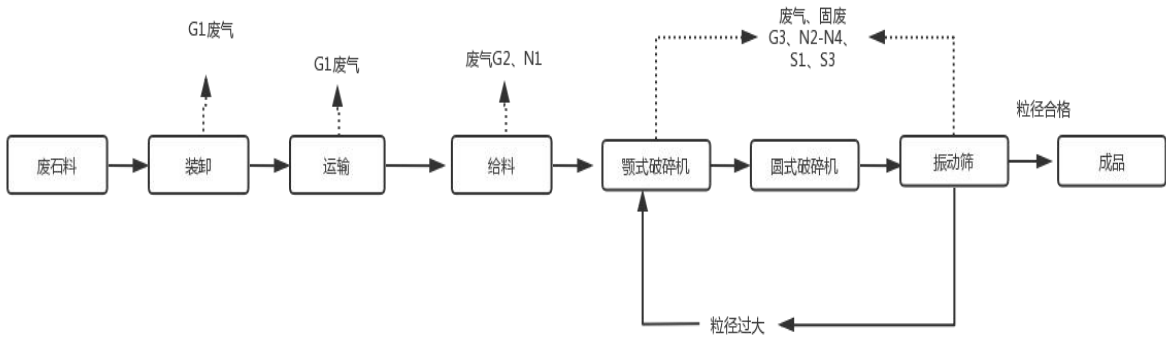 G1废气
G1废气
废气G2、N1
废气、固废
G3、N2-N4、
S1、S3
粒径合格
废石料
装卸
运输
给料
颚式破碎机
圆式破碎机
振动筛
成品
粒径过大